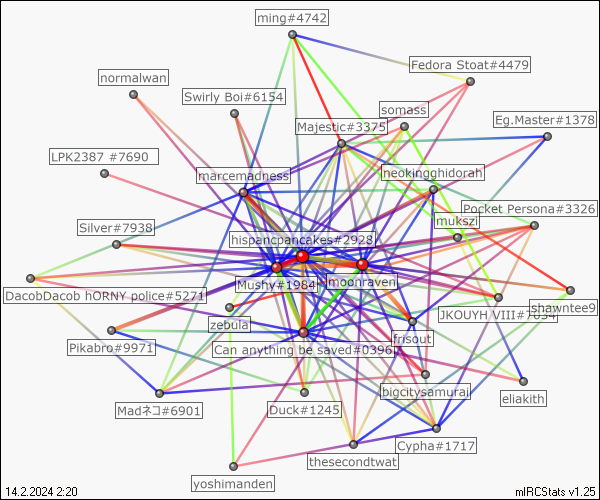 ming#4742
Fedora Stoat#4479
normalwan
Swirly Boi#6154
somass
Eg.Master#1378
Majestic#3375
LPK2387 #7690
neokingghidorah
marcemadness
Pocket Persona#3326
mukszi
Silver#7938
hispancpancakes#2928
Mushy#1984
moonraven
DacobDacob hORNY police#5271
shawntee9
JKOUYH VIII#7654
zebula
frisout
Pikabro#9971
Can anything be saved#0396
bigcitysamurai
eliakith
Madネコ#6901
Duck#1245
Cypha#1717
thesecondtwat
yoshimanden
14.2.2024 2:20
mIRCStats v1.25